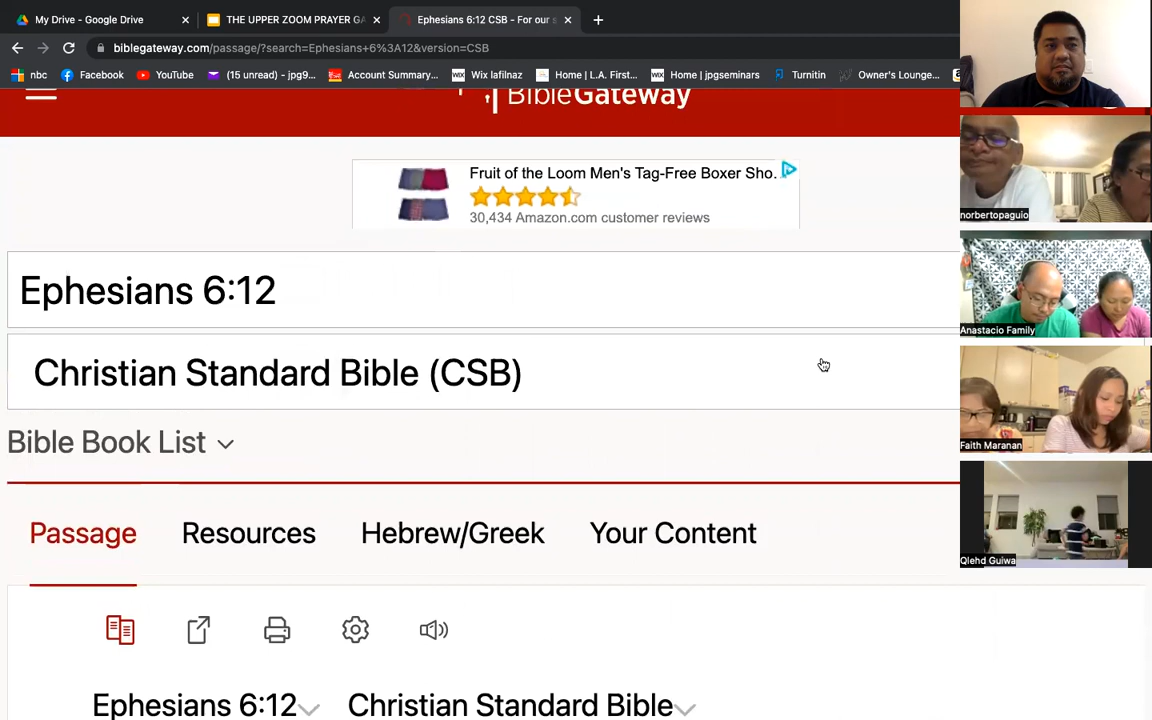 My Drive - Google Drive
THE UPPER ZOOM PRAYER GA
Ephesians 6:12 CSB - For our s
biblegateway.com/passage/?search=Ephesians+6%3A12&version=CSB
nbc
Facebook
YouTube
(15 unread) - jpg9...
Account Summary...
Wix lafilnaz
Home | L.A. First...
Home | jpgseminars
Turnitin
Owner's Lounge...
BibleGateway
Fruit of the Loom Men's Tag-Free Boxer Sho.
30,434 Amazon.com customer reviews
Ephesians 6:12
Christian Standard Bible (CSB)
Bible Book List
Passage
Resources
Hebrew/Greek
Your Content
Ephesians 6:12
Christian Standard Bible
norbertopaguio
Anastacio Family
Faith Maranan
Qlehd Guiwa